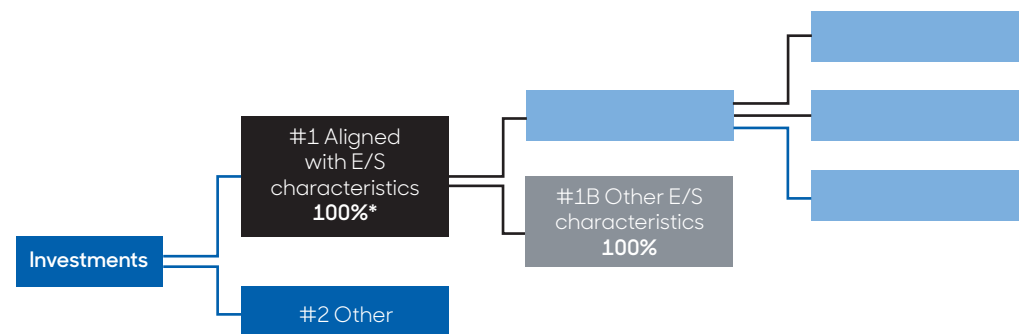 #1 Aligned
with E/S
characteristics
100%*
#1B Other E/S
characteristics
100%
Investments
#2 Other